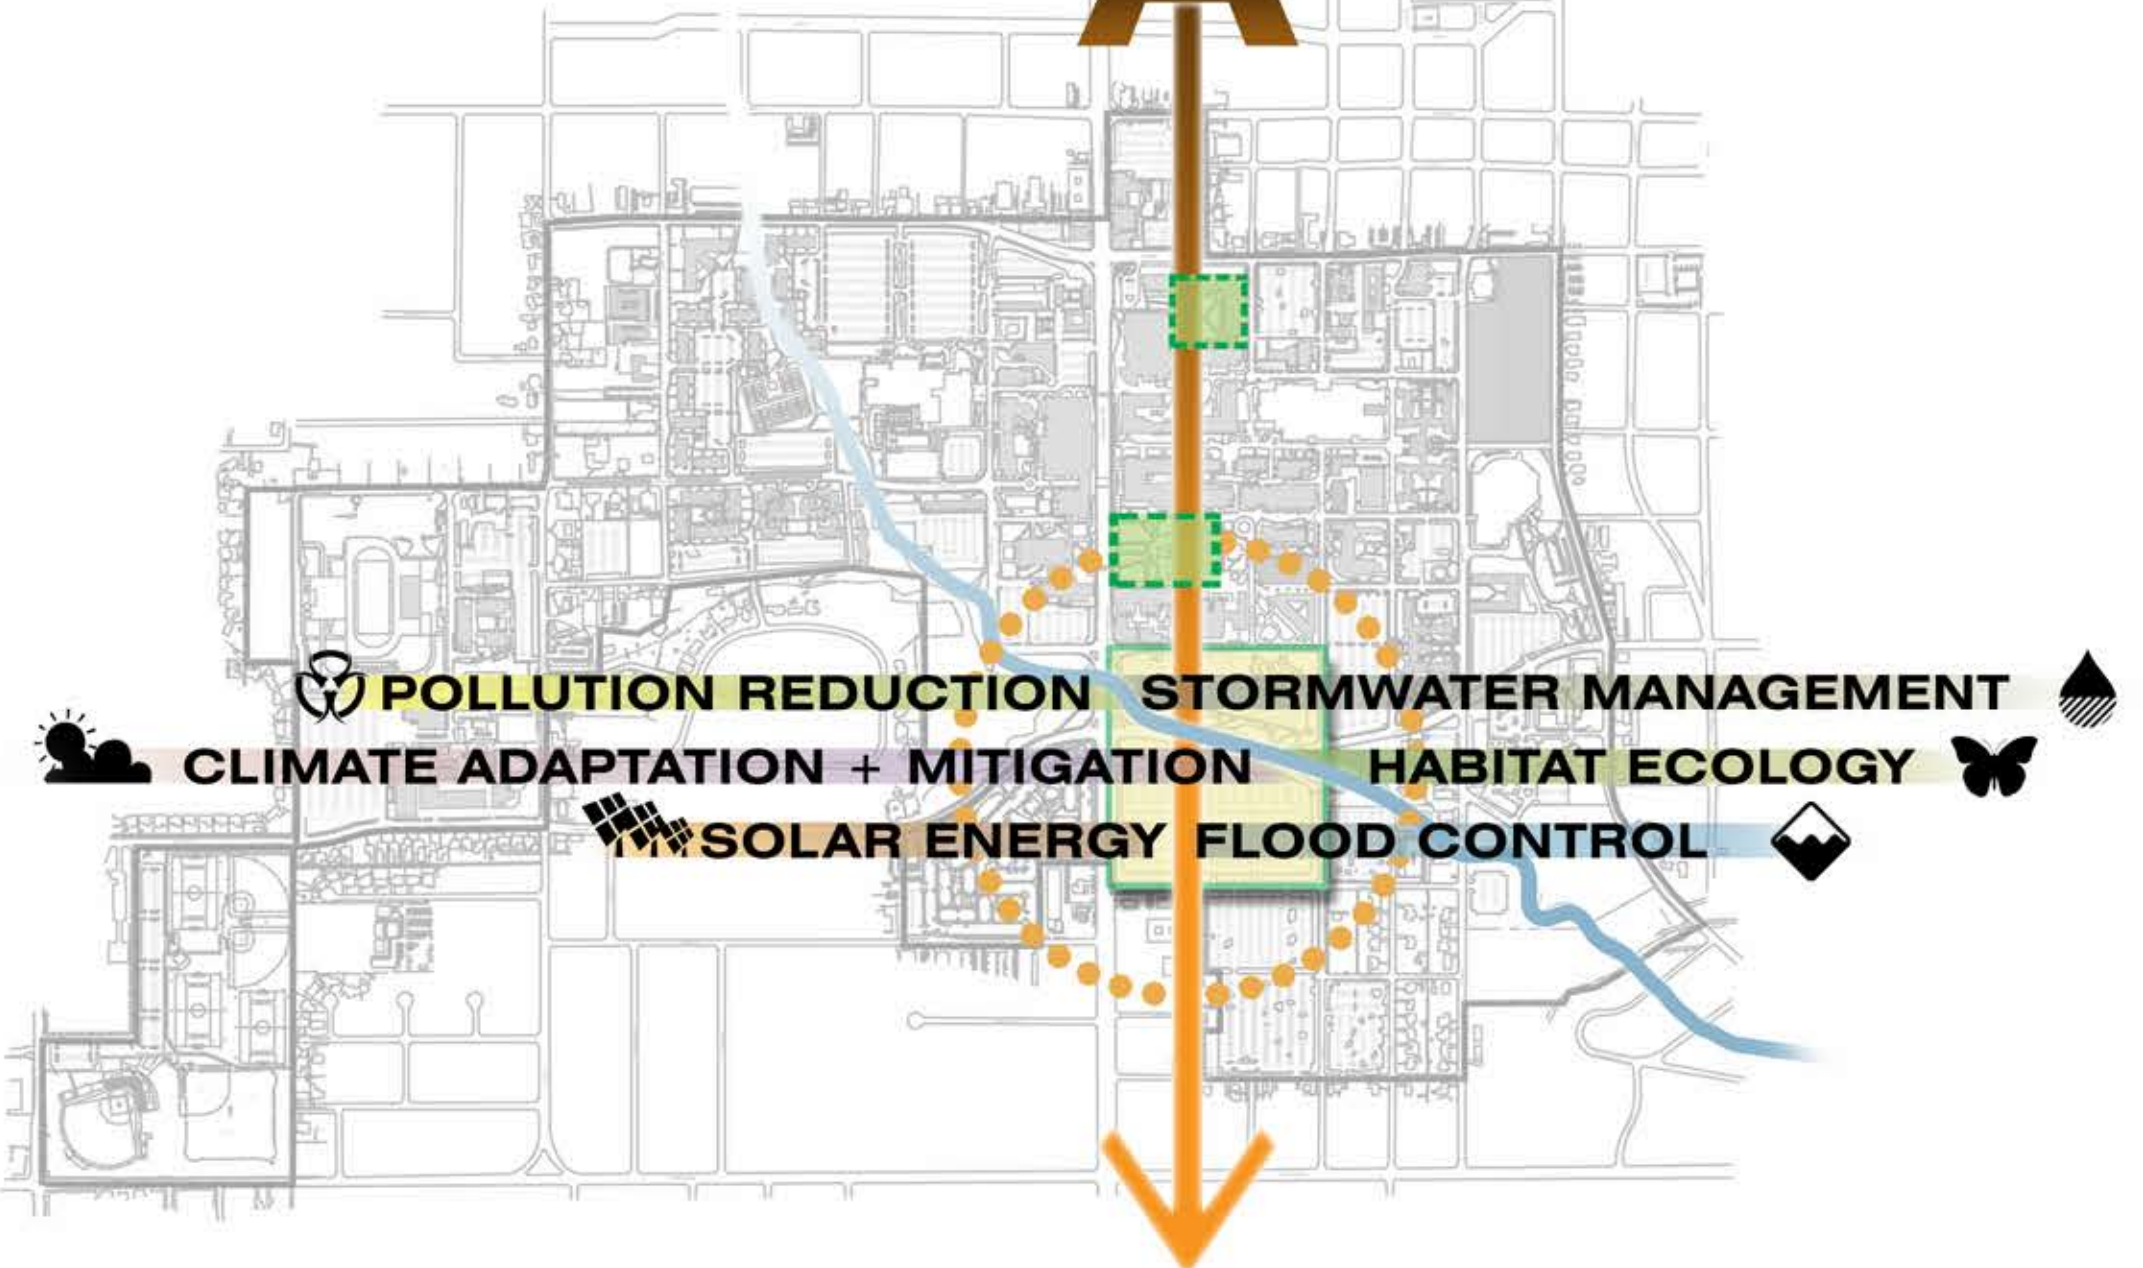 POLLUTION REDUCTION STORMWATER MANAGEMENT
CLIMATE ADAPTATION + MITIGATION HABITAT ECOLOGY
SOLAR ENERGY FLOOD CONTROL